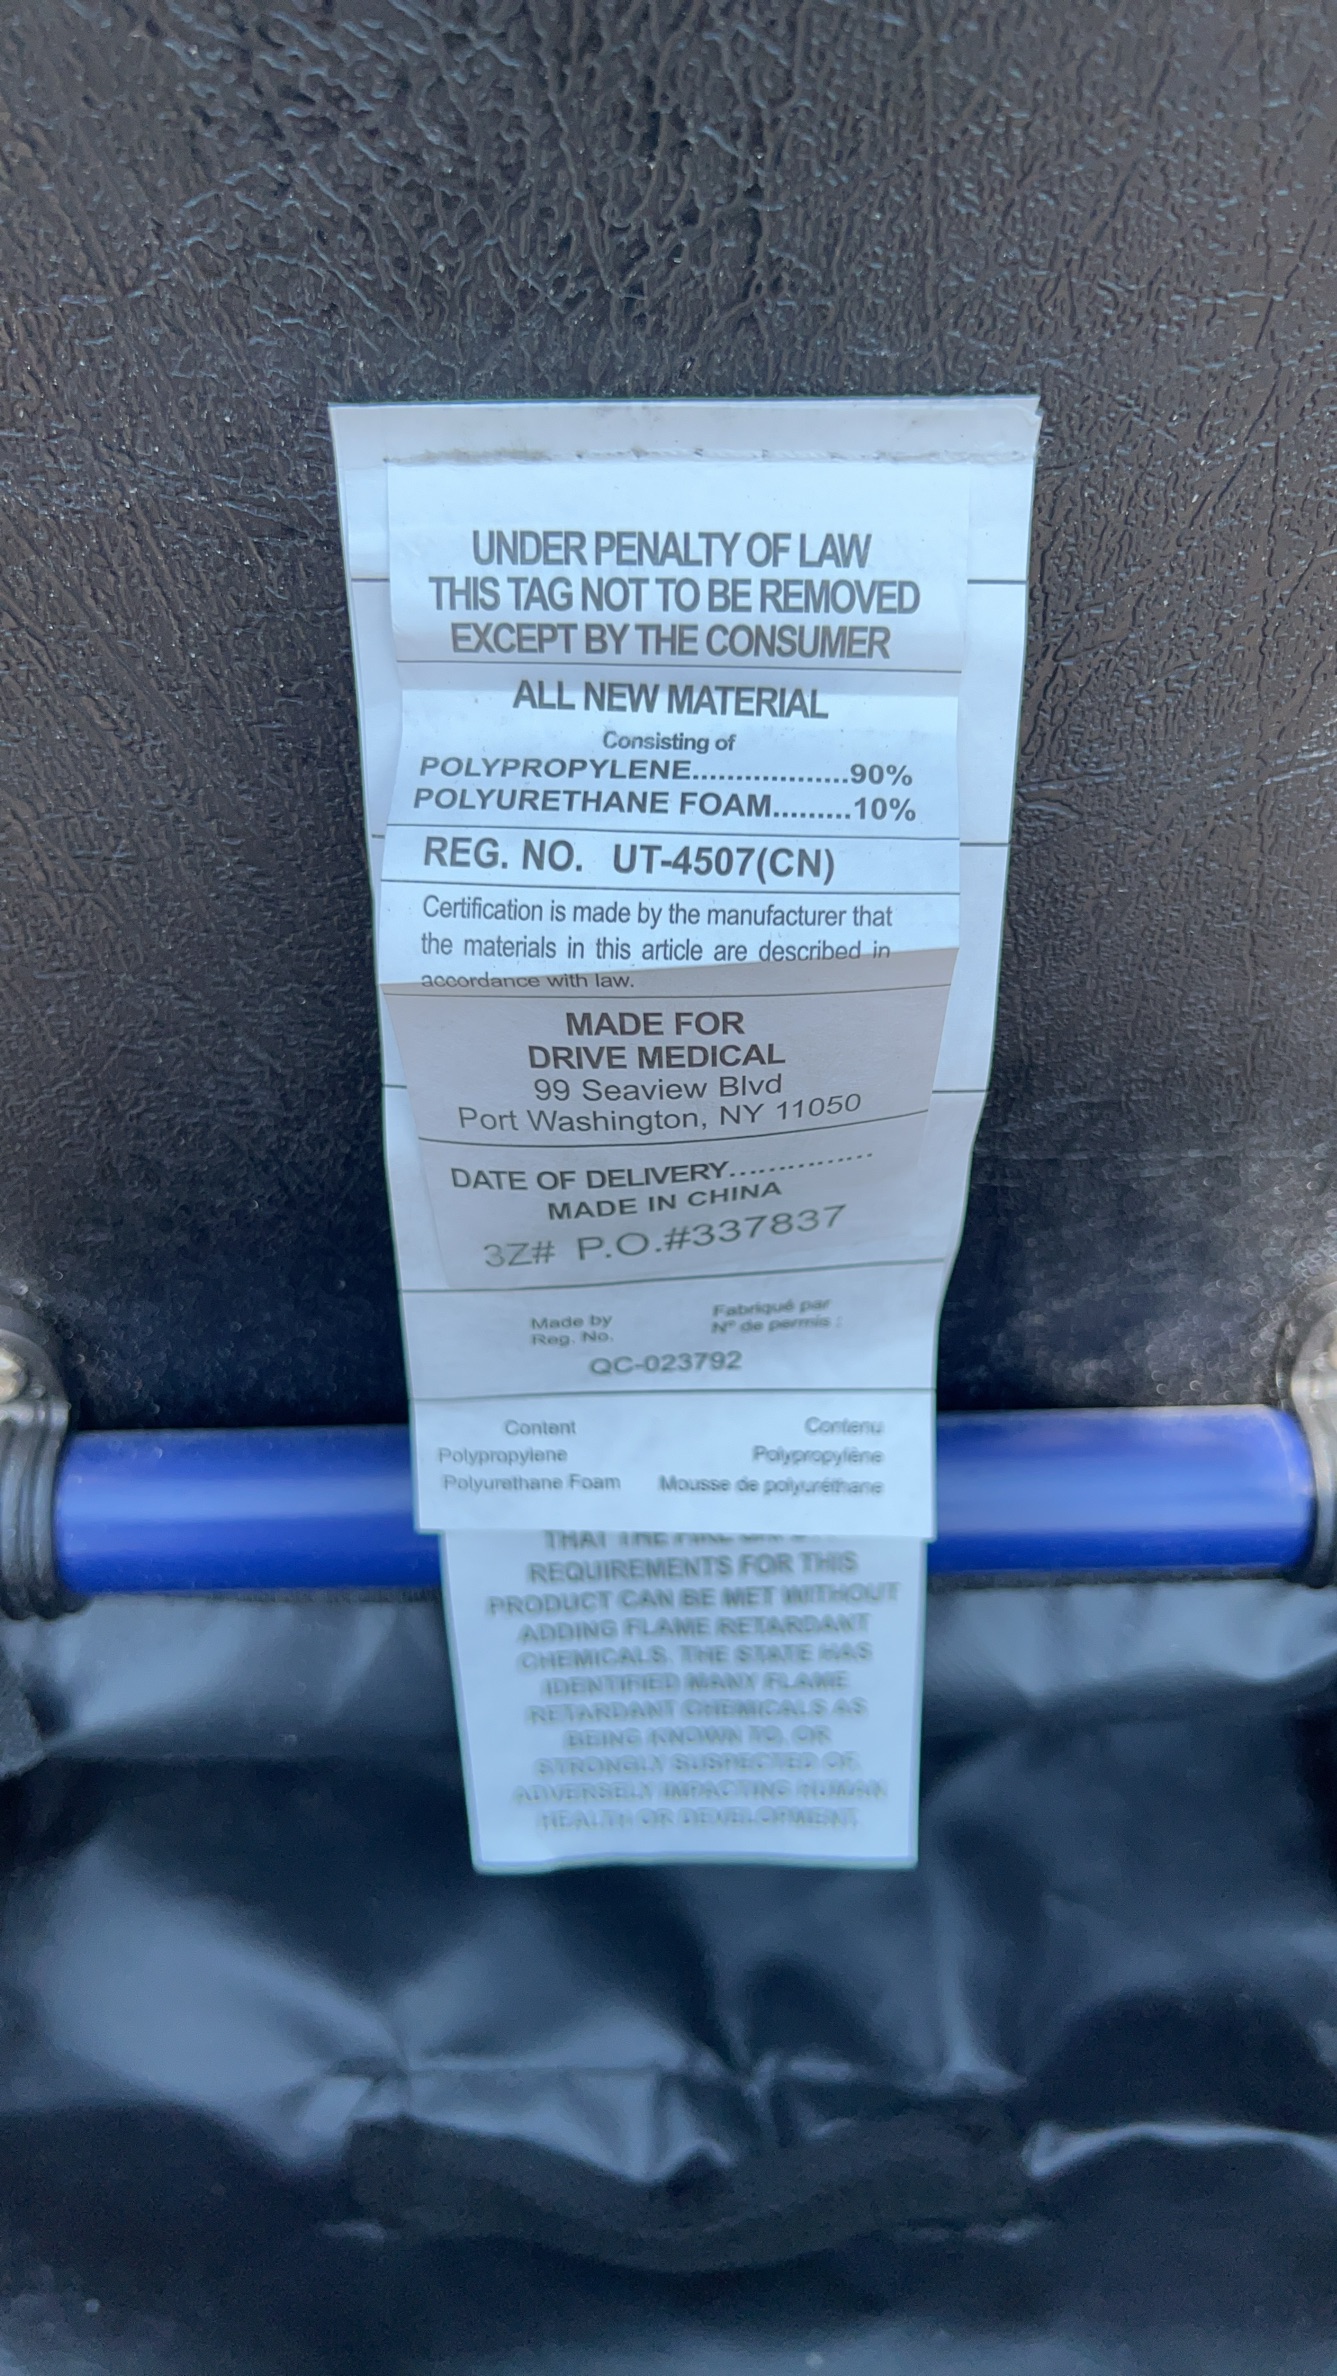 UNDER PENALTY OF LAW
THIS TAG NOT TO BE REMOVED
EXCEPT BY THE CONSUMER
ALL NEW MATERIAL
Consisting of
POLYPROPYLENE..................90%
POLYURETHANE FOAM.........10%
REG. NO. UT-4507(CN)
Certification is made by the manufacturer that
the materials in this article are described in
accordance with law.
MADE FOR
DRIVE MEDICAL
99 Seaview Blvd
Port Washington, NY 11050
DATE OF DELIVERY...............
MADE IN CHINA
3Z# P.O.#337837
Made by Fabriqué par
Reg. No. Nº de permis :
QC-023792
Content Contenu
Polypropylene Polypropylène
Polyurethane Foam Mousse de polyuréthane
THAT THE FIRE
REQUIREMENTS FOR THIS
PRODUCT CAN BE MET WITHOUT
ADDING FLAME RETARDANT
CHEMICALS. THE STATE HAS
IDENTIFIED MANY FLAME
RETARDANT CHEMICALS AS
BEING KNOWN TO, OR
STRONGLY SUSPECTED OF,
ADVERSELY IMPACTING HUMAN
HEALTH OR DEVELOPMENT.